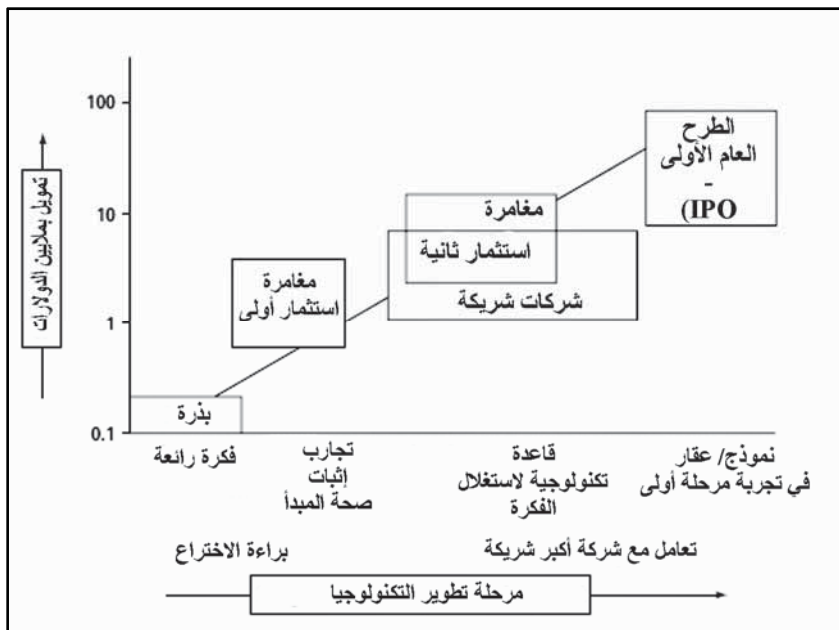 100
10
1
0.1
تمويل بملايين الدولارات
الطرح
العام الأولى
-
(IPO
مغامرة
استثمار ثانية
شركات شريكة
مغامرة
استثمار أولى
بذرة
فكرة رائعة
تجارب
إثبات
صحة المبدأ
قاعدة
تكنولوجية لاستغلال
الفكرة
نموذج/ عقار
في تجربة مرحلة أولى
براءة الاختراع
تعامل مع شركة أكبر شريكة
مرحلة تطوير التكنولوجيا